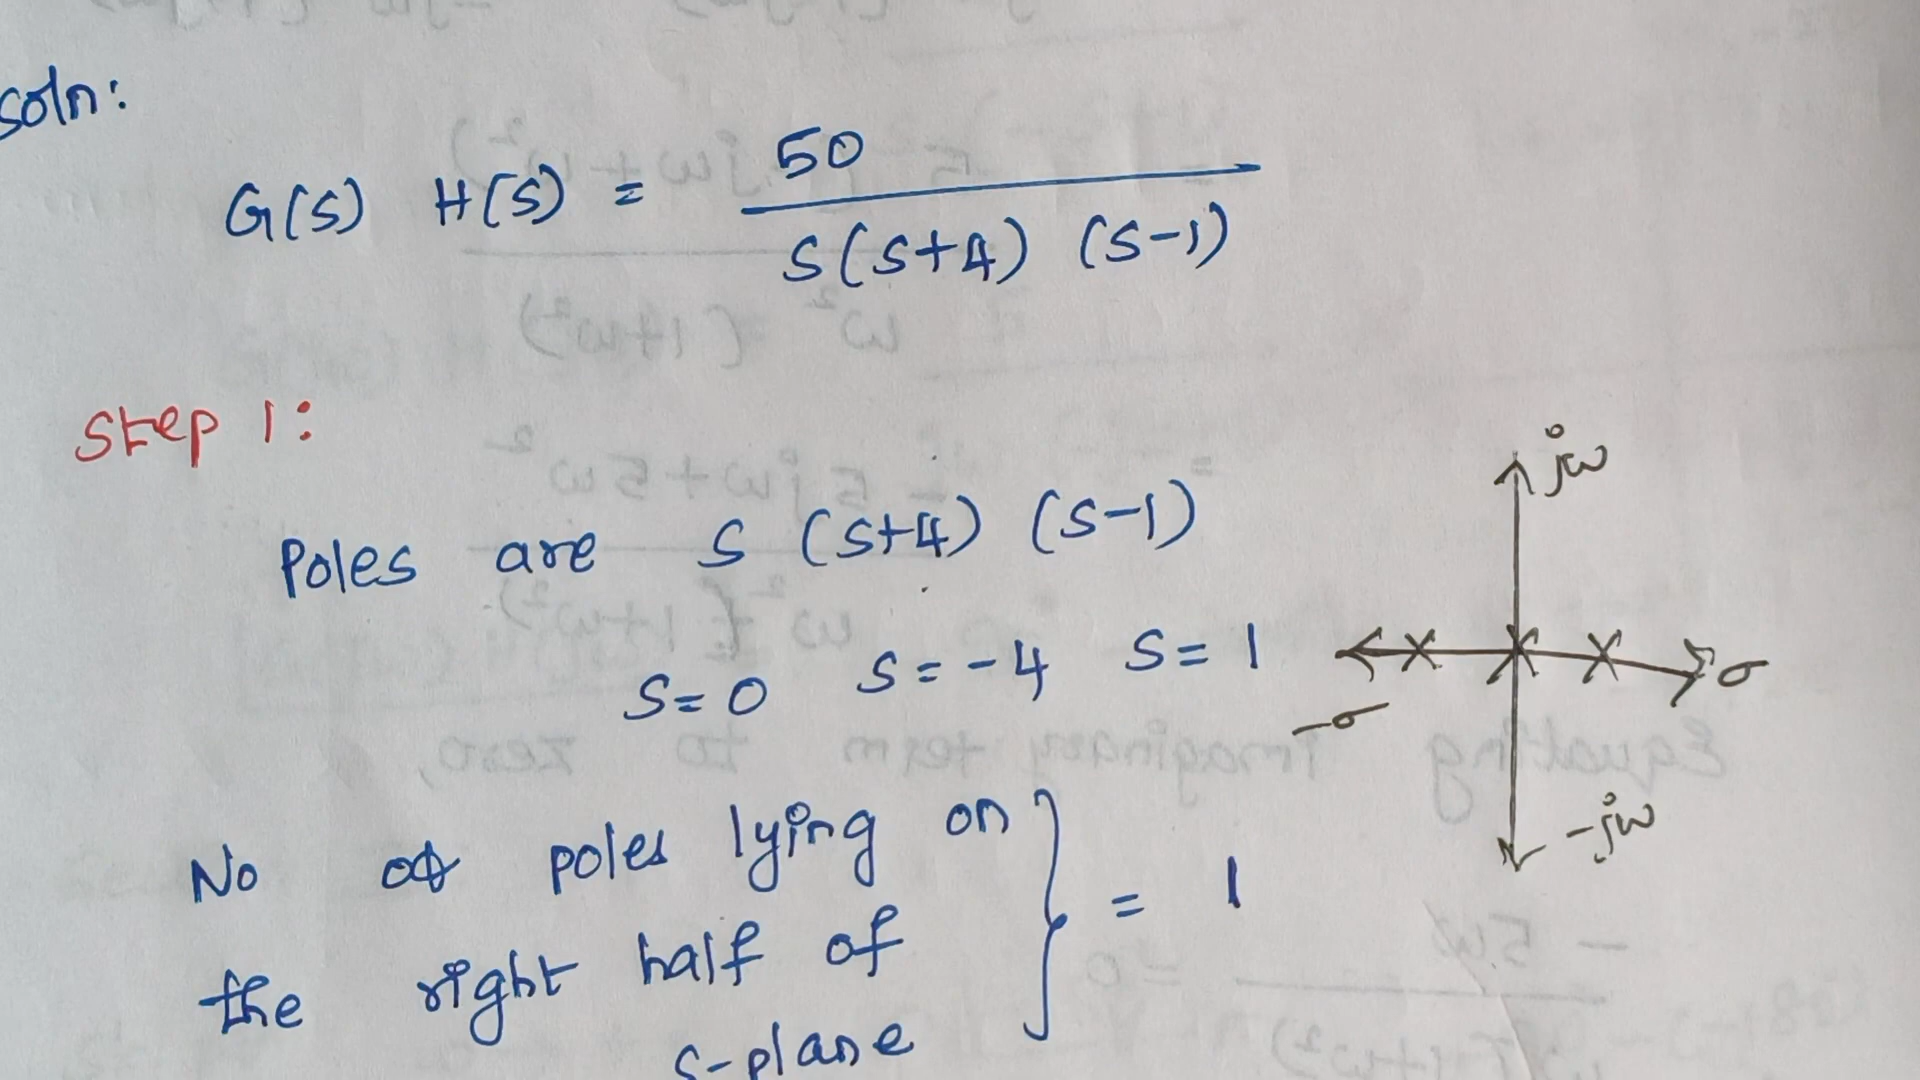 soln:
G(S) H(S) = 50 / S(S+4) (S-1)
Step 1:
Poles are S (S+4) (S-1)
S=0 S=-4 S=1
jω
σ
-σ
-jω
No of poles lying on
the right half of
S-plane
= 1